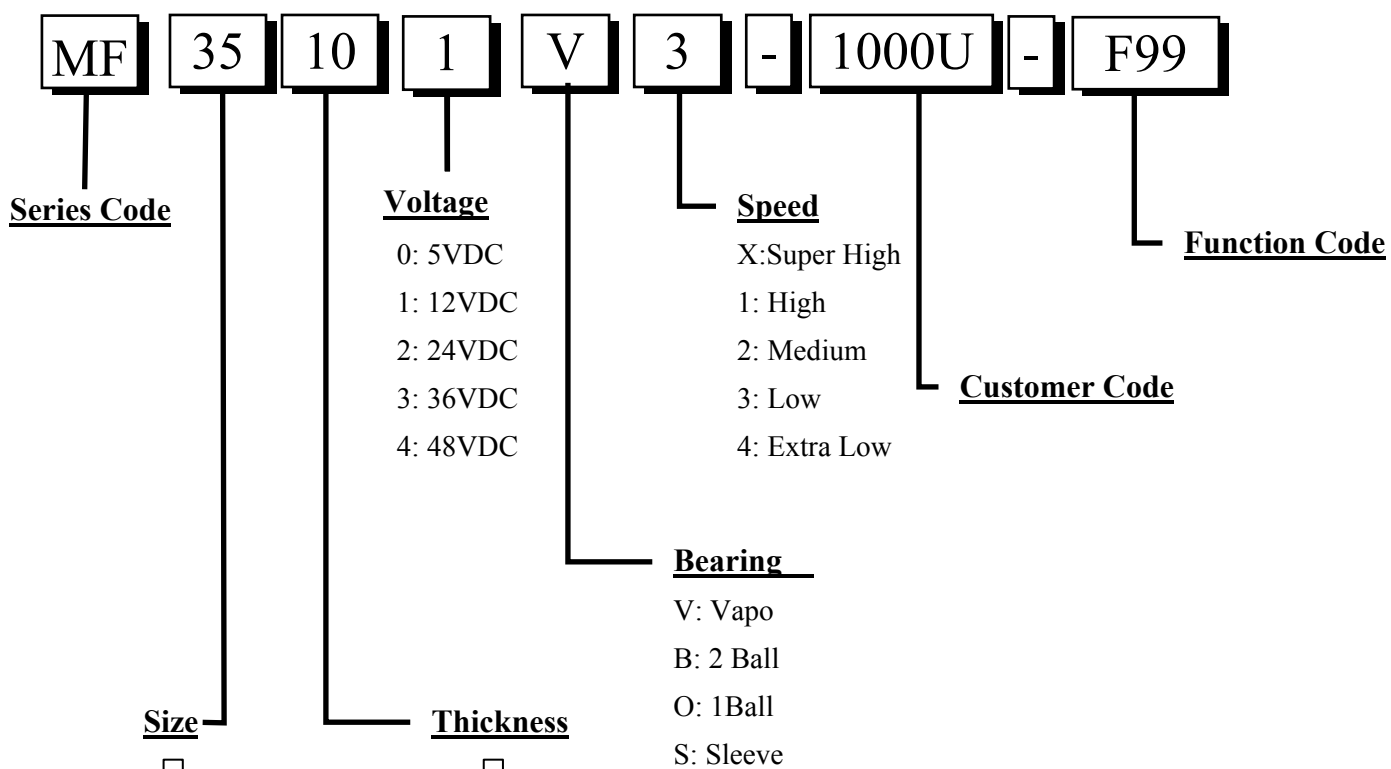 MF 35 10 1 V 3 - 1000U - F99
Series Code
Voltage
0: 5VDC
1: 12VDC
2: 24VDC
3: 36VDC
4: 48VDC
Speed
X:Super High
1: High
2: Medium
3: Low
4: Extra Low
Function Code
Customer Code
Bearing
V: Vapo
B: 2 Ball
O: 1Ball
S: Sleeve
Size
Thickness